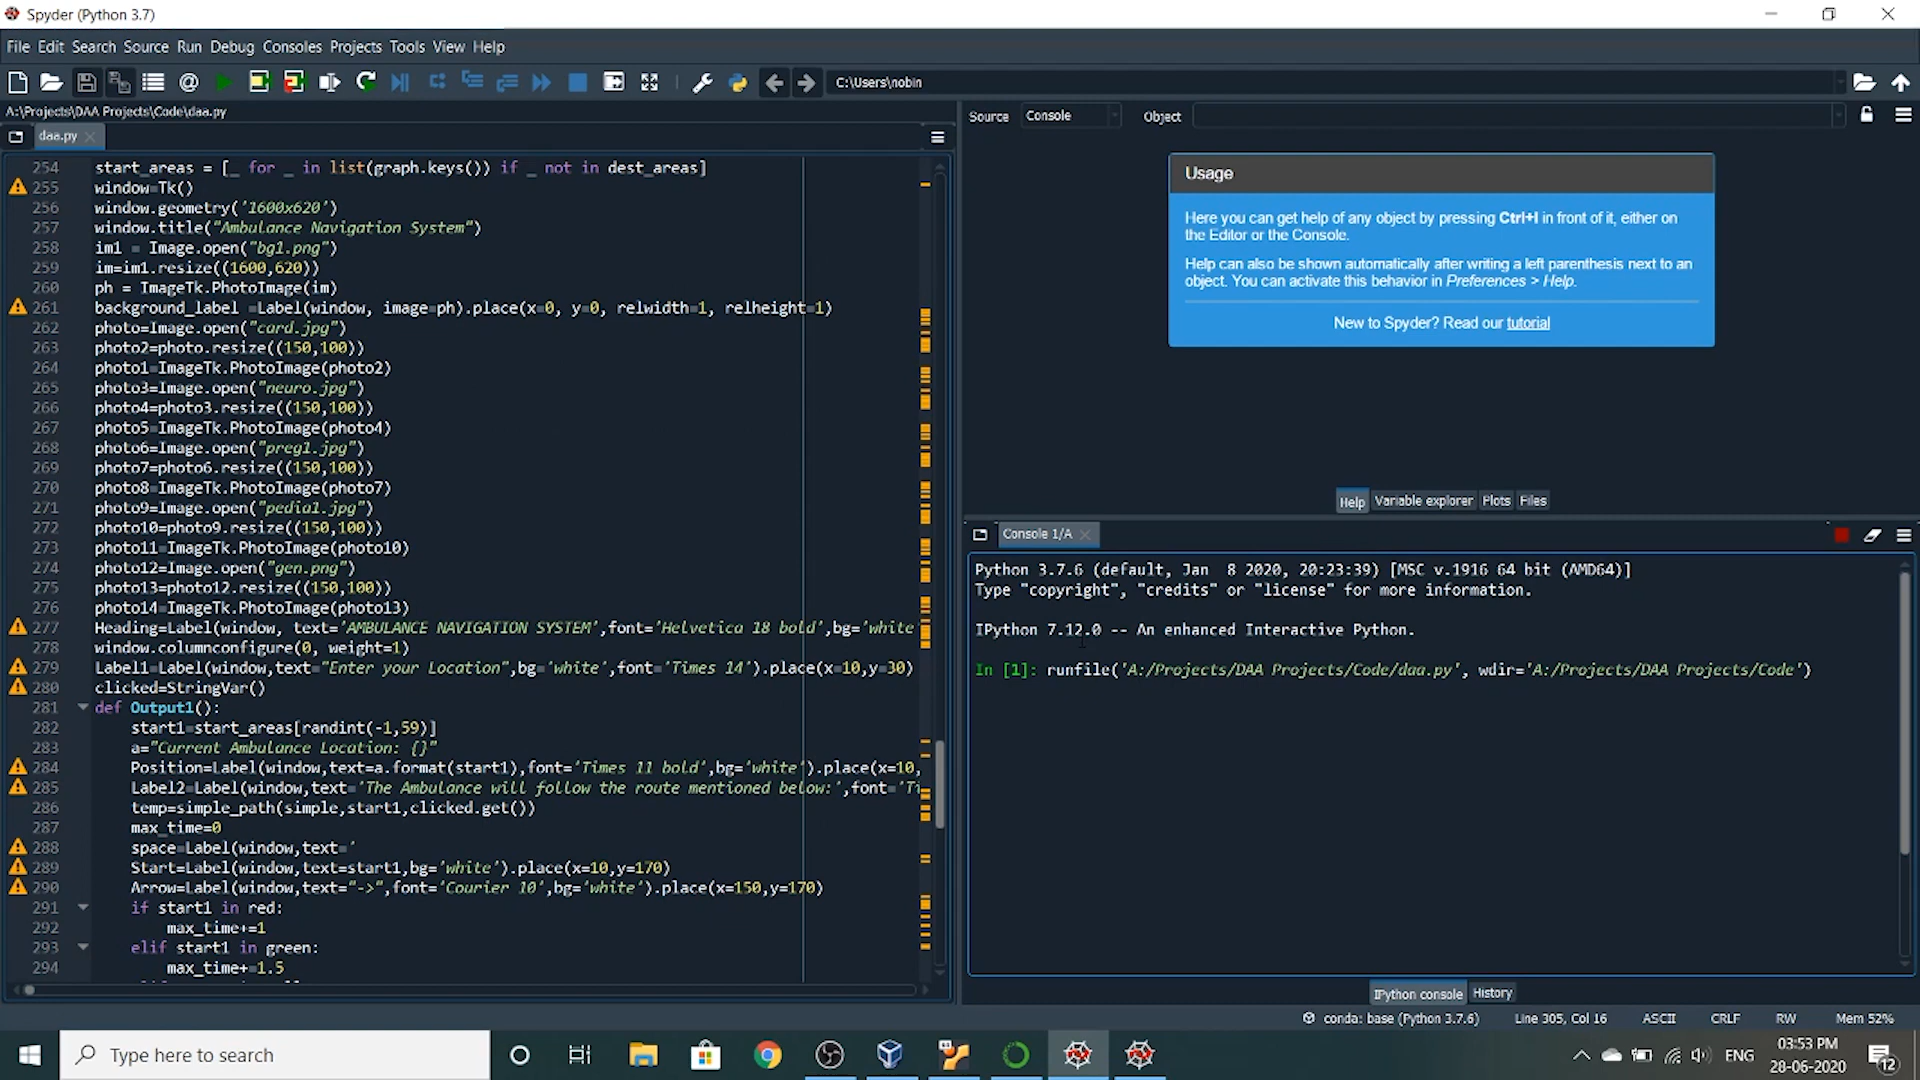 Spyder (Python 3.7)
File Edit Search Source Run Debug Consoles Projects Tools View Help
C:\Users\nobin
A:\Projects\DAA Projects\Code\daa.py
daa.py
254 start_areas = [_ for _ in list(graph.keys()) if _ not in dest_areas]
255 window=Tk()
256 window.geometry('1600x620')
257 window.title("Ambulance Navigation System")
258 im1 = Image.open("bg1.png")
259 im=im1.resize((1600,620))
260 ph = ImageTk.PhotoImage(im)
261 background_label =Label(window, image=ph).place(x=0, y=0, relwidth=1, relheight=1)
262 photo=Image.open("card.jpg")
263 photo2=photo.resize((150,100))
264 photo1=ImageTk.PhotoImage(photo2)
265 photo3=Image.open("neuro.jpg")
266 photo4=photo3.resize((150,100))
267 photo5=ImageTk.PhotoImage(photo4)
268 photo6=Image.open("preg1.jpg")
269 photo7=photo6.resize((150,100))
270 photo8=ImageTk.PhotoImage(photo7)
271 photo9=Image.open("pedia1.jpg")
272 photo10=photo9.resize((150,100))
273 photo11=ImageTk.PhotoImage(photo10)
274 photo12=Image.open("gen.png")
275 photo13=photo12.resize((150,100))
276 photo14=ImageTk.PhotoImage(photo13)
277 Heading=Label(window, text='AMBULANCE NAVIGATION SYSTEM',font='Helvetica 18 bold',bg='white'
278 window.columnconfigure(0, weight=1)
279 Label1=Label(window,text="Enter your Location",bg='white',font='Times 14').place(x=10,y=30)
280 clicked=StringVar()
281 def Output1():
282 start1=start_areas[randint(-1,59)]
283 a="Current Ambulance Location: {}"
284 Position=Label(window,text=a.format(start1),font='Times 11 bold',bg='white').place(x=10,
285 Label2=Label(window,text='The Ambulance will follow the route mentioned below:',font='Ti
286 temp=simple_path(simple,start1,clicked.get())
287 max_time=0
288 space=Label(window,text='
289 Start=Label(window,text=start1,bg='white').place(x=10,y=170)
290 Arrow=Label(window,text="->",font='Courier 10',bg='white').place(x=150,y=170)
291 if start1 in red:
292 max_time+=1
293 elif start1 in green:
294 max_time+=1.5
Source Console Object
Usage
Here you can get help of any object by pressing Ctrl+I in front of it, either on
the Editor or the Console.
Help can also be shown automatically after writing a left parenthesis next to an
object. You can activate this behavior in Preferences > Help.
New to Spyder? Read our tutorial
Help Variable explorer Plots Files
Console 1/A
Python 3.7.6 (default, Jan 8 2020, 20:23:39) [MSC v.1916 64 bit (AMD64)]
Type "copyright", "credits" or "license" for more information.
IPython 7.12.0 -- An enhanced Interactive Python.
In [1]: runfile('A:/Projects/DAA Projects/Code/daa.py', wdir='A:/Projects/DAA Projects/Code')
IPython console History
conda: base (Python 3.7.6) Line 305, Col 16 ASCII CRLF RW Mem 52%
Type here to search
ENG
03:53 PM
28-06-2020
12